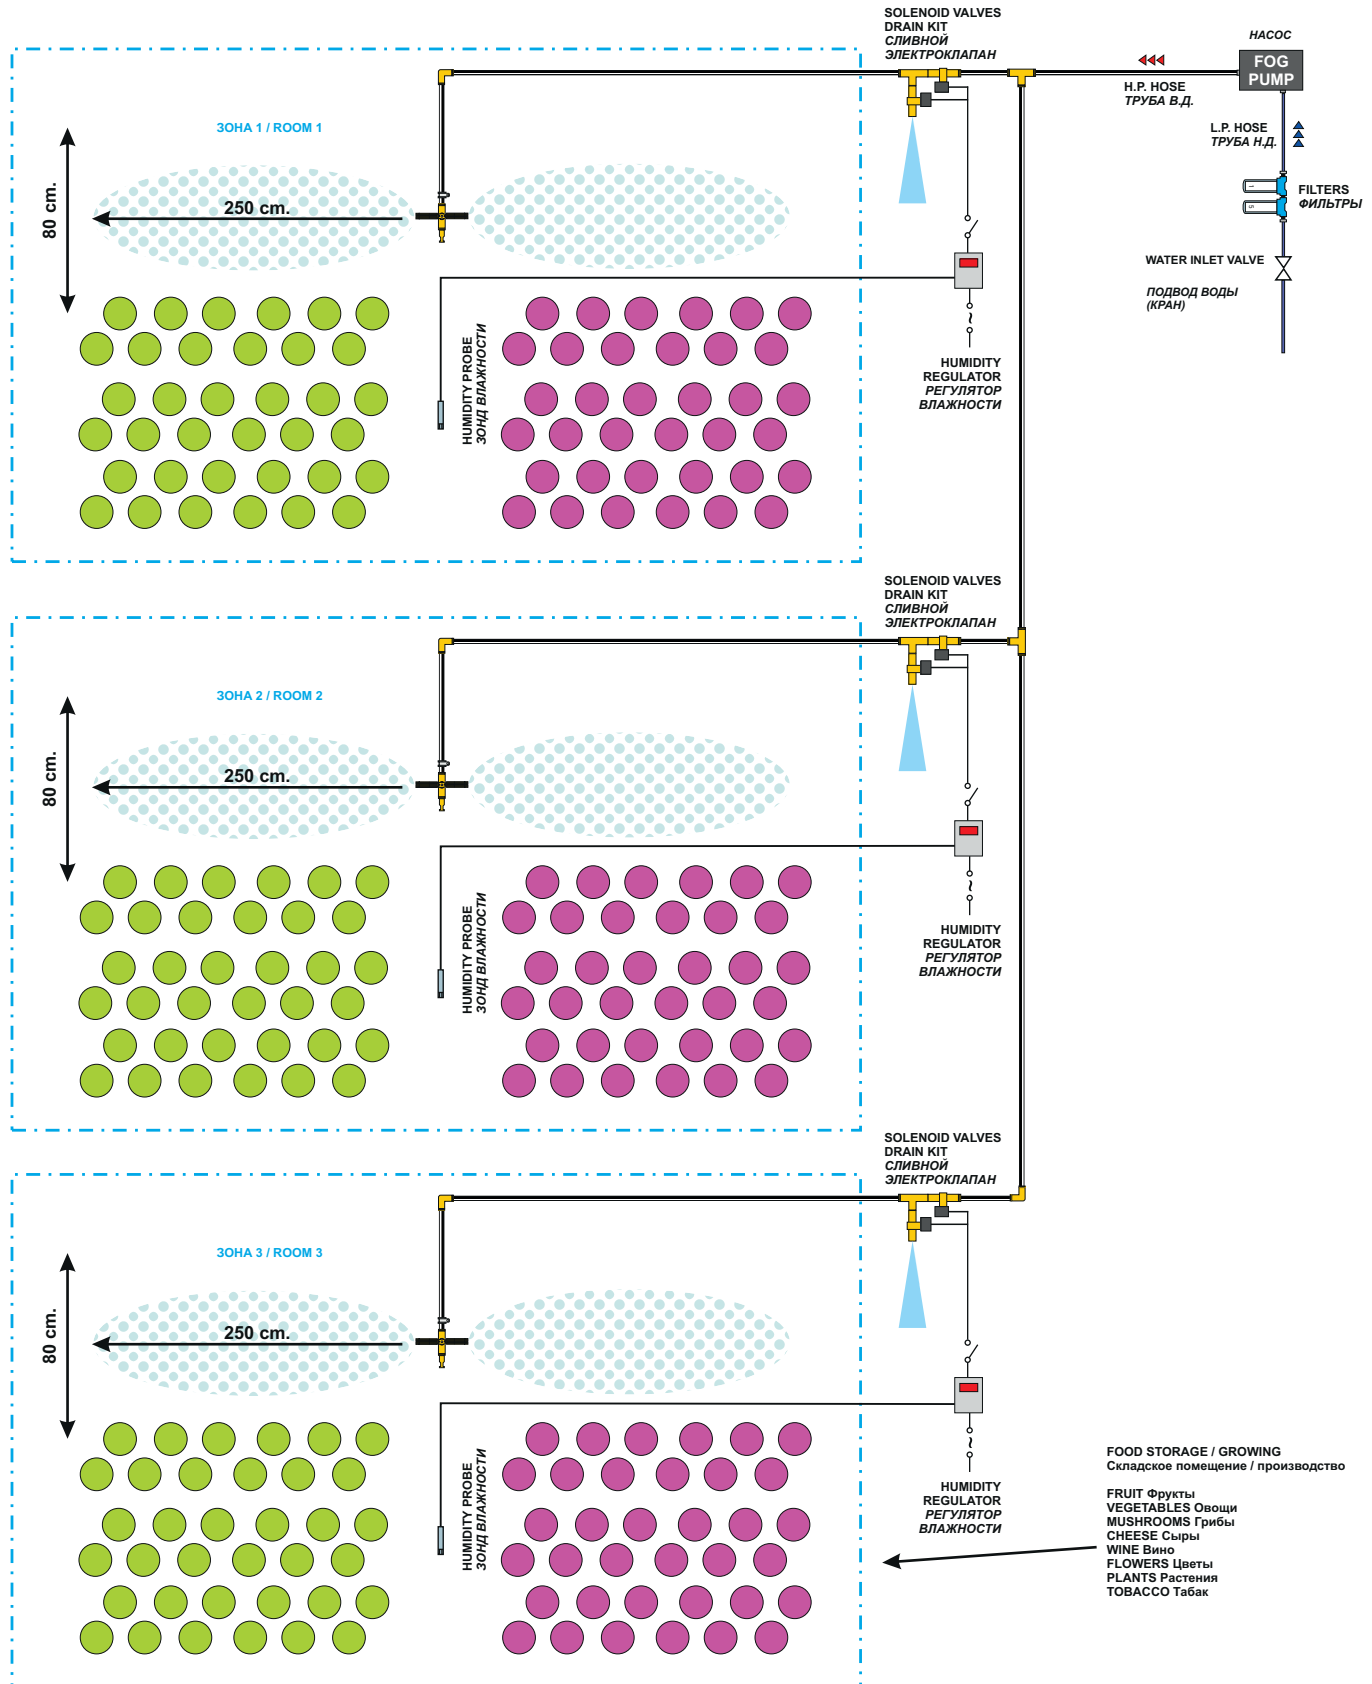 SOLENOID VALVES
DRAIN KIT
СЛИВНОЙ
ЭЛЕКТРОКЛАПАН
НАСОС
FOG
PUMP
H.P. HOSE
ТРУБА В.Д.
L.P. HOSE
ТРУБА Н.Д.
1
5
FILTERS
ФИЛЬТРЫ
WATER INLET VALVE
ПОДВОД ВОДЫ
(КРАН)
ЗОНА 1 / ROOM 1
80 cm.
250 cm.
HUMIDITY PROBE
ЗОНД ВЛАЖНОСТИ
HUMIDITY
REGULATOR
РЕГУЛЯТОР
ВЛАЖНОСТИ
SOLENOID VALVES
DRAIN KIT
СЛИВНОЙ
ЭЛЕКТРОКЛАПАН
ЗОНА 2 / ROOM 2
80 cm.
250 cm.
HUMIDITY PROBE
ЗОНД ВЛАЖНОСТИ
HUMIDITY
REGULATOR
РЕГУЛЯТОР
ВЛАЖНОСТИ
SOLENOID VALVES
DRAIN KIT
СЛИВНОЙ
ЭЛЕКТРОКЛАПАН
ЗОНА 3 / ROOM 3
80 cm.
250 cm.
HUMIDITY PROBE
ЗОНД ВЛАЖНОСТИ
HUMIDITY
REGULATOR
РЕГУЛЯТОР
ВЛАЖНОСТИ
FOOD STORAGE / GROWING
Складское помещение / производство
FRUIT Фрукты
VEGETABLES Овощи
MUSHROOMS Грибы
CHEESE Сыры
WINE Вино
FLOWERS Цветы
PLANTS Растения
TOBACCO Табак